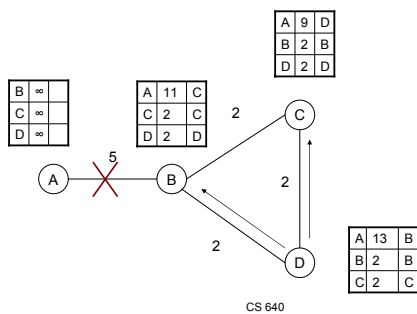 A 9 D
B 2 B
D 2 D
B ∞
C ∞
D ∞
A 11 C
C 2 C
D 2 D
2
C
5
A
B
2
2
D
A 13 B
B 2 B
C 2 C
CS 640